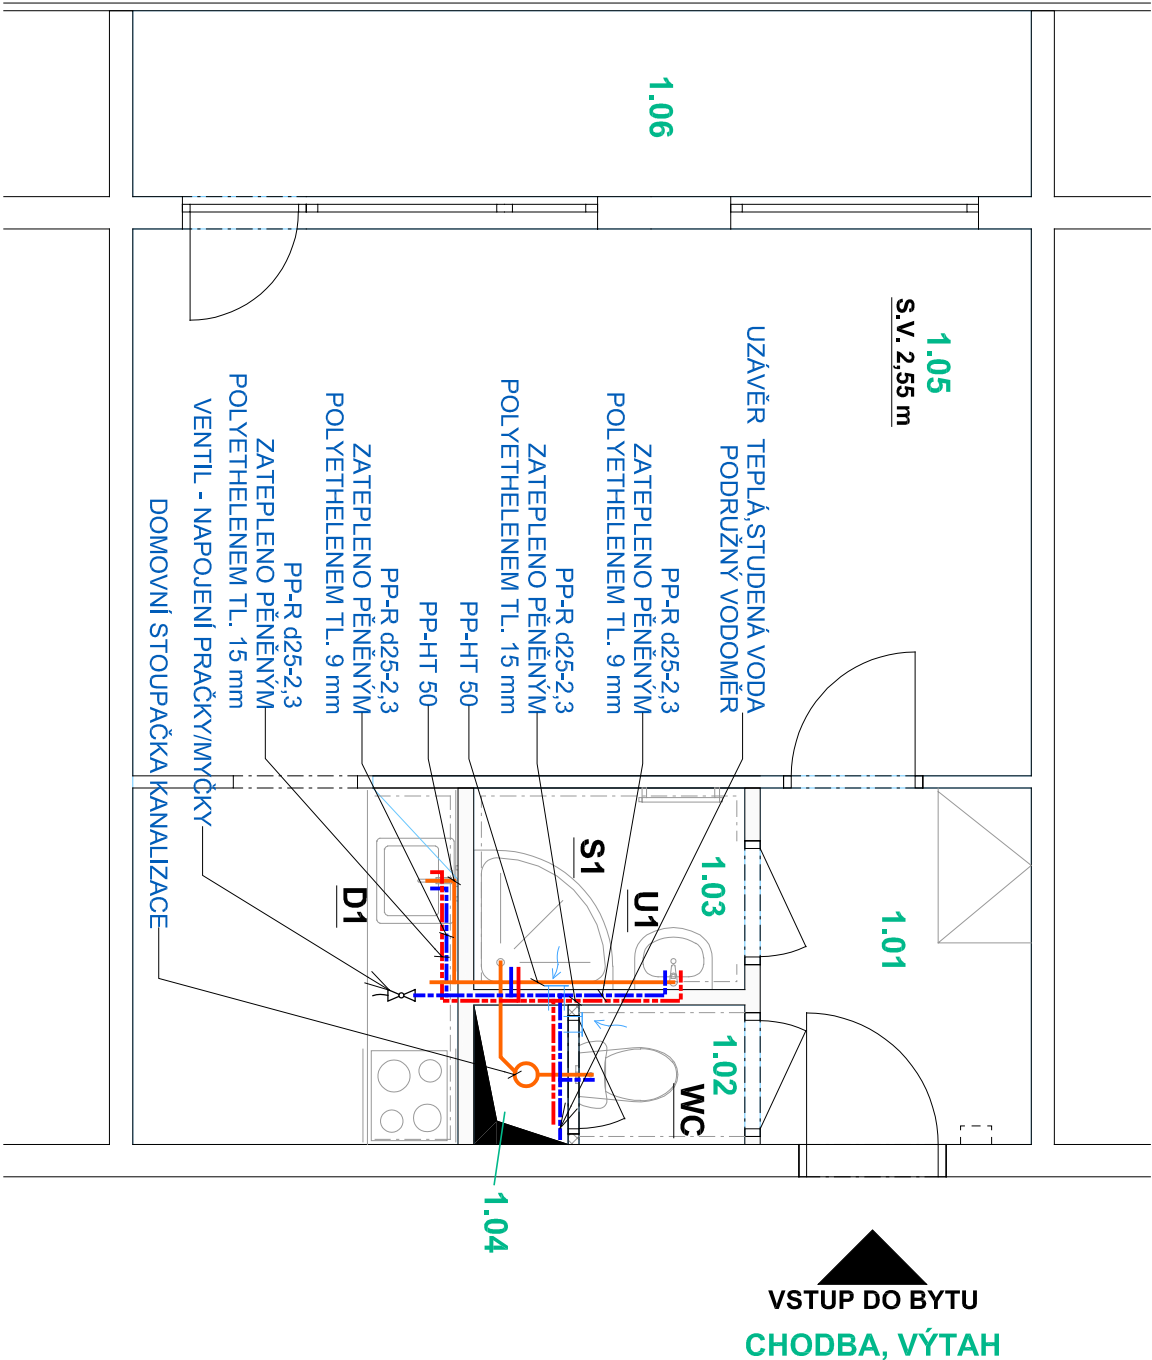 1.06
1.05
S.V. 2,55 m
UZÁVĚR TEPLÁ,STUDENÁ VODA
PODRUŽNÝ VODOMĚR
PP-R d25-2,3
ZATEPLENO PĚNĚNÝM
POLYETHELENEM TL. 9 mm
PP-R d25-2,3
ZATEPLENO PĚNĚNÝM
POLYETHELENEM TL. 15 mm
PP-HT 50
PP-HT 50
PP-R d25-2,3
ZATEPLENO PĚNĚNÝM
POLYETHELENEM TL. 9 mm
PP-R d25-2,3
ZATEPLENO PĚNĚNÝM
POLYETHELENEM TL. 15 mm
VENTIL - NAPOJENÍ PRAČKY/MYČKY
DOMOVNÍ STOUPAČKA KANALIZACE
1.01
1.03
U1
S1
D1
1.02
WC
1.04
VSTUP DO BYTU
CHODBA, VÝTAH